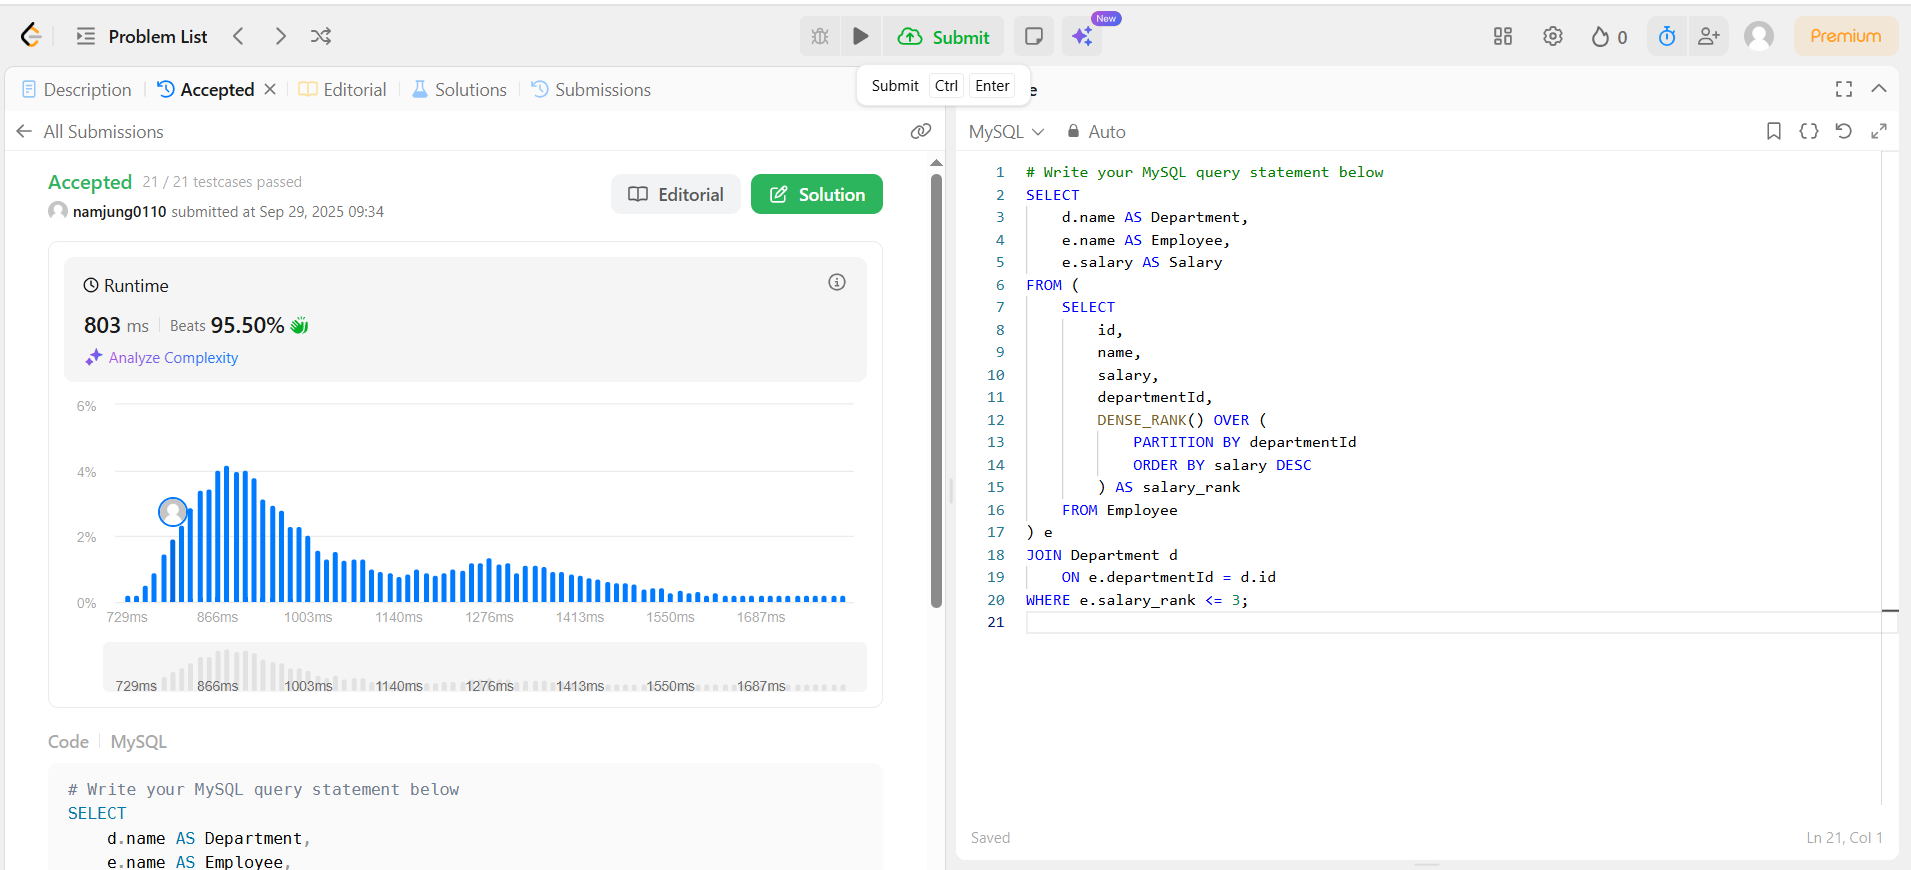 Problem List
Submit
New
0
Premium
Description
Accepted
Editorial
Solutions
Submissions
Submit Ctrl Enter
e
All Submissions
Accepted 21 / 21 testcases passed
namjung0110 submitted at Sep 29, 2025 09:34
Editorial
Solution
Runtime
803 ms Beats 95.50%
Analyze Complexity
6%
4%
2%
0%
729ms 866ms 1003ms 1140ms 1276ms 1413ms 1550ms 1687ms
729ms 866ms 1003ms 1140ms 1276ms 1413ms 1550ms 1687ms
Code MySQL
# Write your MySQL query statement below
SELECT
d.name AS Department,
e.name AS Employee,
MySQL Auto
1 # Write your MySQL query statement below
2 SELECT
3 d.name AS Department,
4 e.name AS Employee,
5 e.salary AS Salary
6 FROM (
7 SELECT
8 id,
9 name,
10 salary,
11 departmentId,
12 DENSE_RANK() OVER (
13 PARTITION BY departmentId
14 ORDER BY salary DESC
15 ) AS salary_rank
16 FROM Employee
17 ) e
18 JOIN Department d
19 ON e.departmentId = d.id
20 WHERE e.salary_rank <= 3;
21
Saved
Ln 21, Col 1